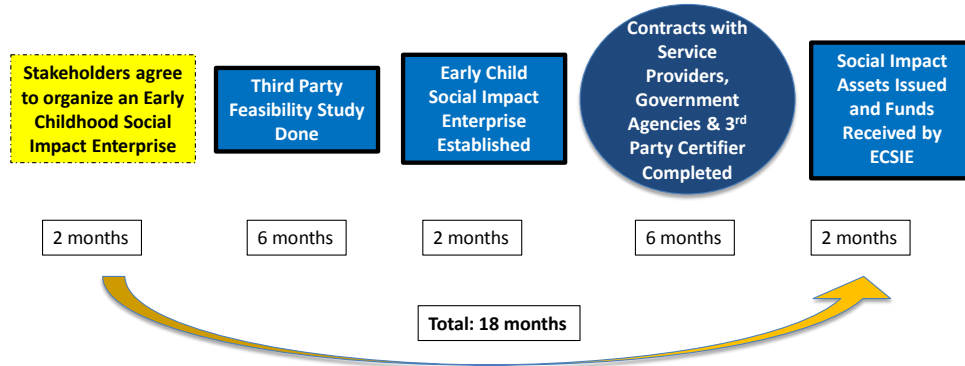 Stakeholders agree
to organize an Early
Childhood Social
Impact Enterprise
Third Party
Feasibility Study
Done
Early Child
Social Impact
Enterprise
Established
Contracts with
Service
Providers,
Government
Agencies & 3rd
Party Certifier
Completed
Social Impact
Assets Issued
and Funds
Received by
ECSIE
2 months
6 months
2 months
6 months
2 months
Total: 18 months